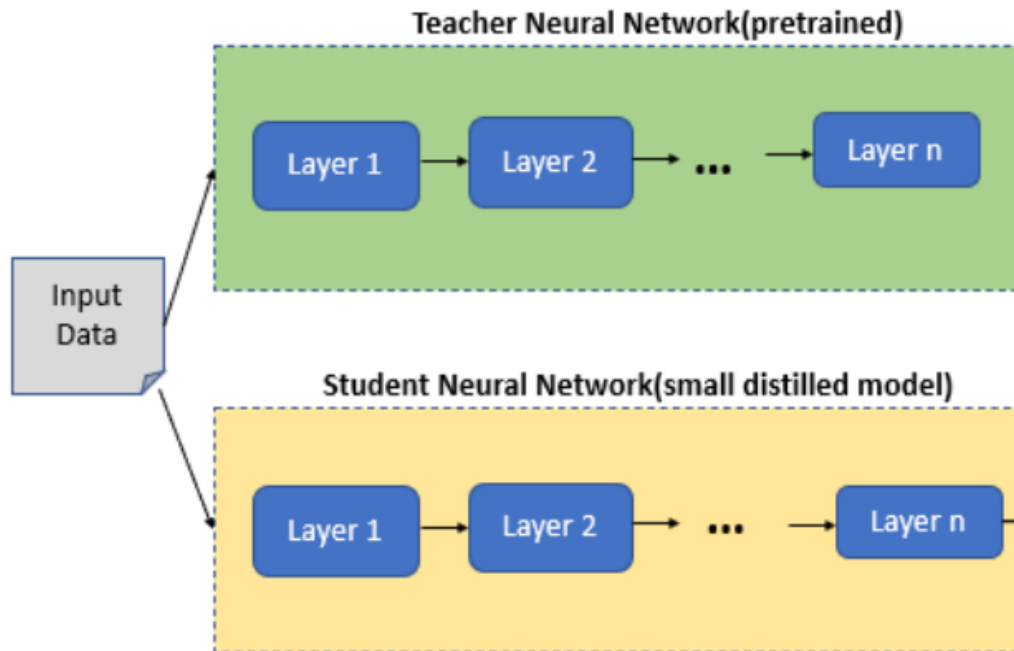 Teacher Neural Network(pretrained)
Layer 1
Layer 2
...
Layer n
Input
Data
Student Neural Network(small distilled model)
Layer 1
Layer 2
...
Layer n